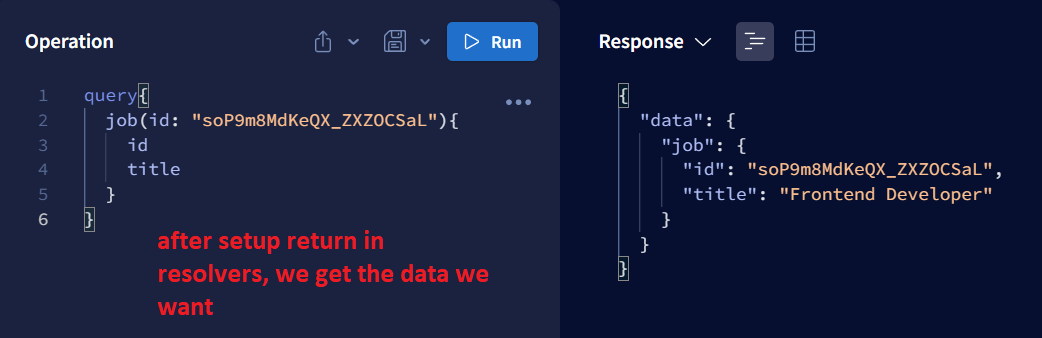 Operation
Run
1 query{
2 job(id: "soP9m8MdKeQX_ZXZOCSaL"){
3 id
4 title
5 }
6 }
after setup return in
resolvers, we get the data we
want
Response
{
"data": {
"job": {
"id": "soP9m8MdKeQX_ZXZOCSaL",
"title": "Frontend Developer"
}
}
}